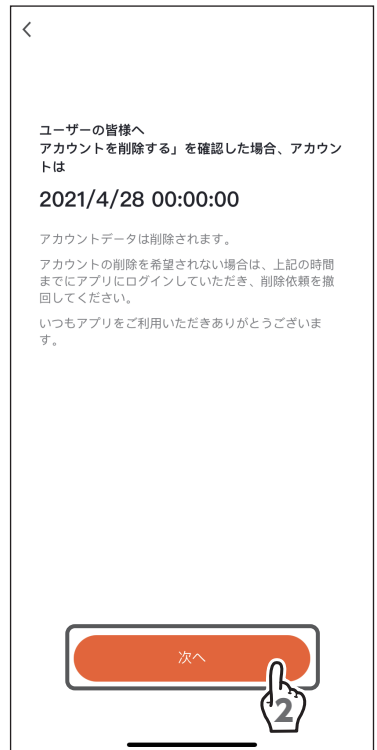 ユーザーの皆様へ
アカウントを削除する」を確認した場合、アカウン
トは
2021/4/28 00:00:00
アカウントデータは削除されます。
アカウントの削除を希望されない場合は、上記の時間
までにアプリにログインしていただき、削除依頼を撤
回してください。
いつもアプリをご利用いただきありがとうございま
す。
次へ
2